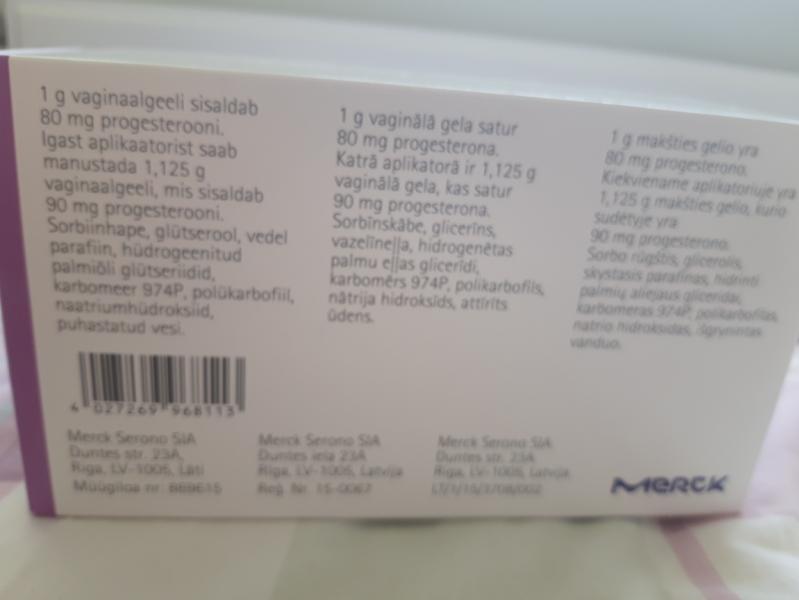 1 g vaginaalgeeli sisaldab
80 mg progesterooni.
Igast aplikaatorist saab
manustada 1,125 g
vaginaalgeeli, mis sisaldab
90 mg progesterooni.
Sorbiinhape, glütserool, vedel
parafiin, hüdrogeenitud
palmiõli glütseriidid,
karbomeer 974P, polükarbofiil,
naatriumhüdroksiid,
puhastatud vesi.
1 g vaginālā gela satur
80 mg progesterona.
Katrā aplikatorā ir 1,125 g
vaginālā gela, kas satur
90 mg progesterona.
Sorbīnskābe, glicerīns,
vazelīneļļa, hidrogenētas
palmu eļļas glicerīdi,
karbomērs 974P, polikarbofils,
nātrija hidroksīds, attīrīts
ūdens.
1 g makšties gelio yra
80 mg progesterono.
Kiekviename aplikatoriuje yra
1,125 g makšties gelio, kurio
sudėtyje yra
90 mg progesterono.
Sorbo rūgštis, glicerolis,
skystasis parafinas, hidrinti
palmių aliejaus gliceridai,
karbomeras 974P, polikarbofilas,
natrio hidroksidas, išgrynintas
vanduo.
4 027269 968113
Merck Serono SIA
Duntes str. 23A,
Riga, LV-1005, Läti
Müügiloa nr: 869615
Merck Serono SIA
Duntes iela 23A
Rīga, LV-1005, Latvija
Reģ. Nr. 15-0067
Merck Serono SIA
Duntes str. 23A
Riga, LV-1005, Latvija
LT/1/15/3708/002
MERCK